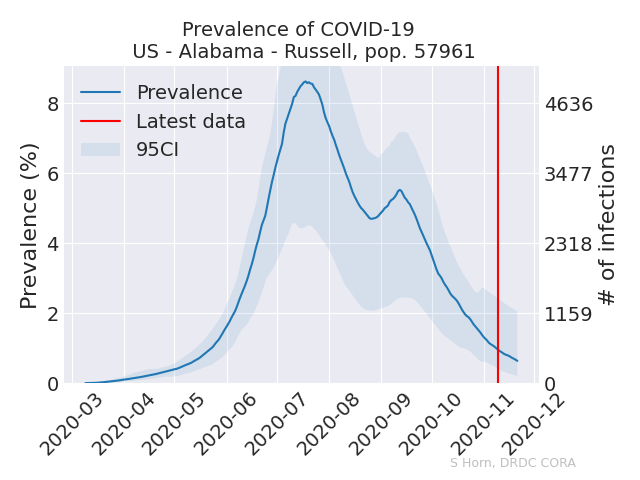 Prevalence of COVID-19
US - Alabama - Russell, pop. 57961
Prevalence
Latest data
95CI
Prevalence (%)
8
6
4
2
0
4636
3477
2318
1159
0
# of infections
2020-03
2020-04
2020-05
2020-06
2020-07
2020-08
2020-09
2020-10
2020-11
2020-12
S Horn, DRDC CORA